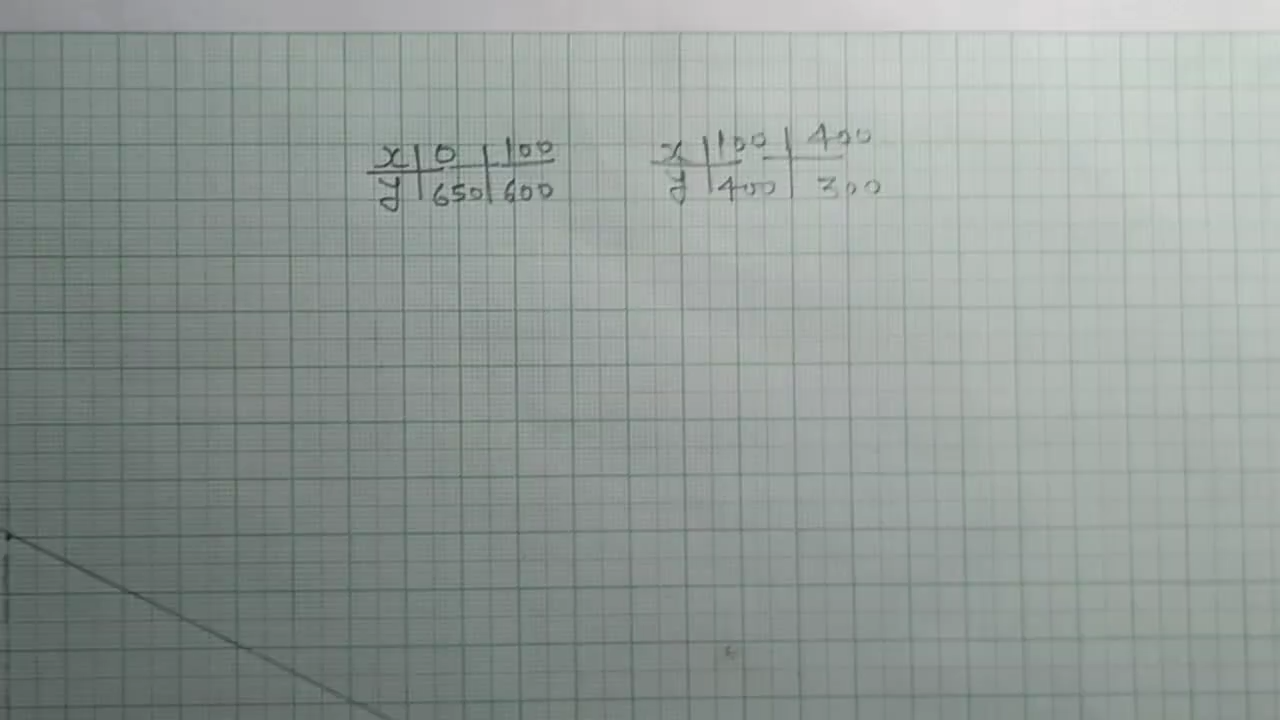 x | 0 | 100
y | 650 | 600
x | 100 | 400
y | 400 | 300